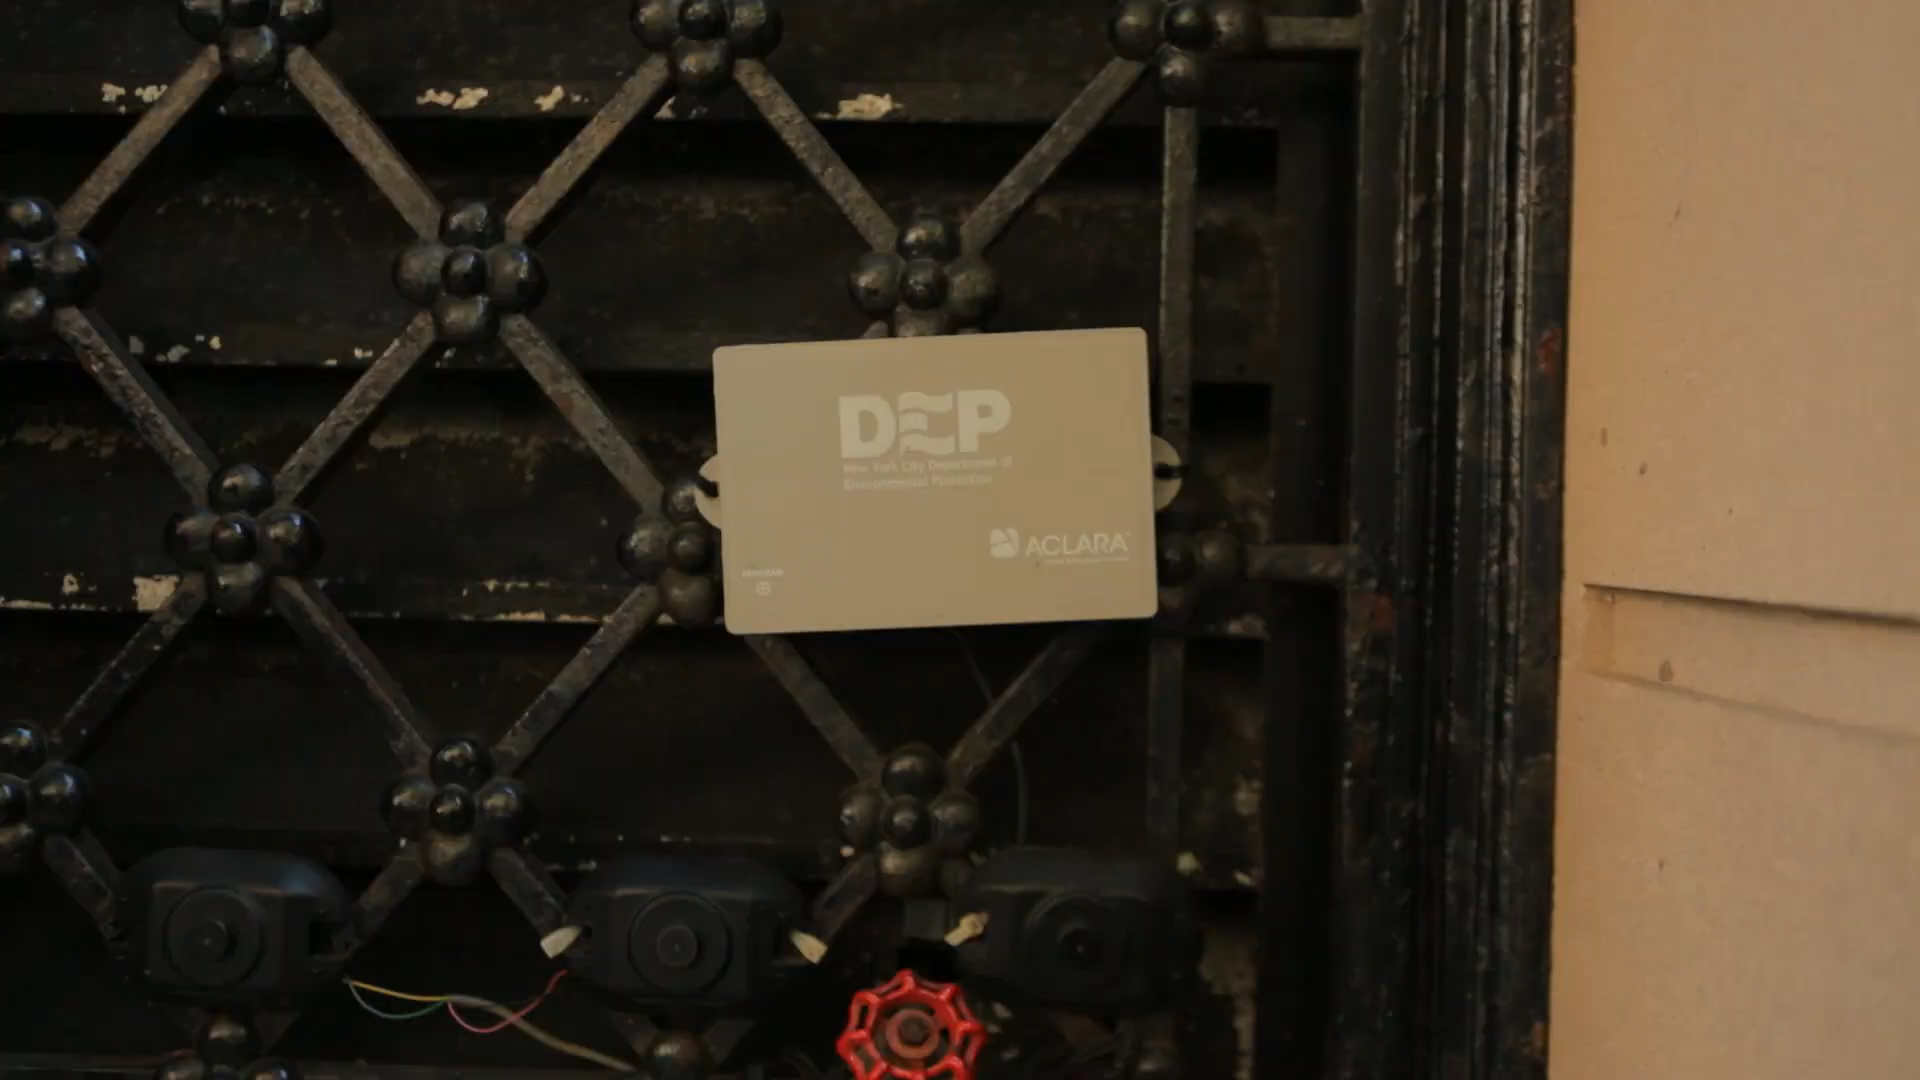 DEP
New York City Department of
Environmental Protection
ACLARA